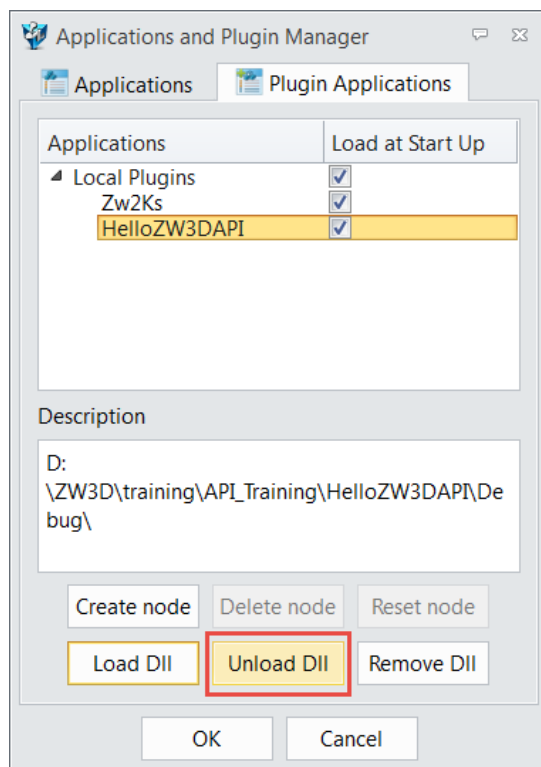 Applications and Plugin Manager
Applications Plugin Applications
Applications Load at Start Up
Local Plugins
Zw2Ks
HelloZW3DAPI
Description
D:
\ZW3D\training\API_Training\HelloZW3DAPI\De
bug\
Create node Delete node Reset node
Load Dll Unload Dll Remove Dll
OK Cancel